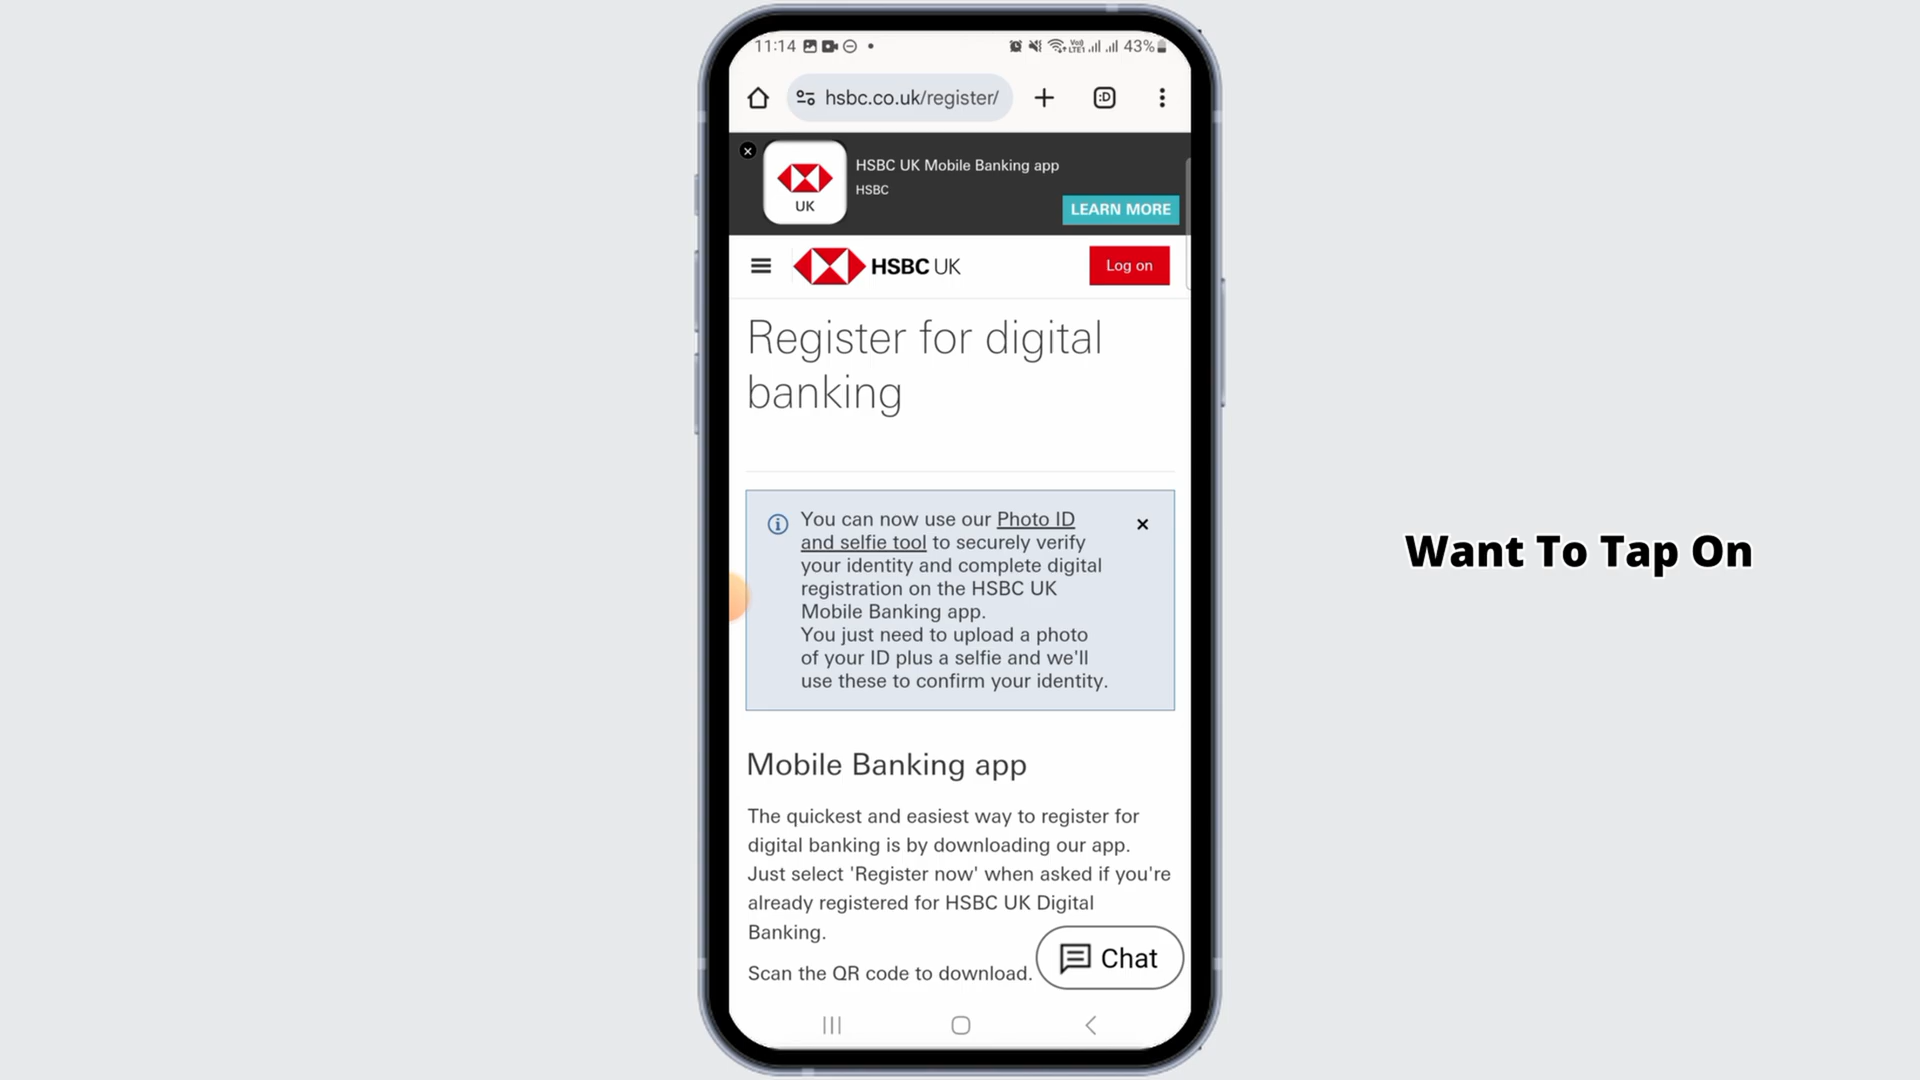 11:14
43%
hsbc.co.uk/register/
HSBC UK Mobile Banking app
HSBC
UK
LEARN MORE
HSBC UK
Log on
Register for digital
banking
You can now use our Photo ID
and selfie tool to securely verify
your identity and complete digital
registration on the HSBC UK
Mobile Banking app.
You just need to upload a photo
of your ID plus a selfie and we'll
use these to confirm your identity.
Want To Tap On
Mobile Banking app
The quickest and easiest way to register for
digital banking is by downloading our app.
Just select 'Register now' when asked if you're
already registered for HSBC UK Digital
Banking.
Chat
Scan the QR code to download.